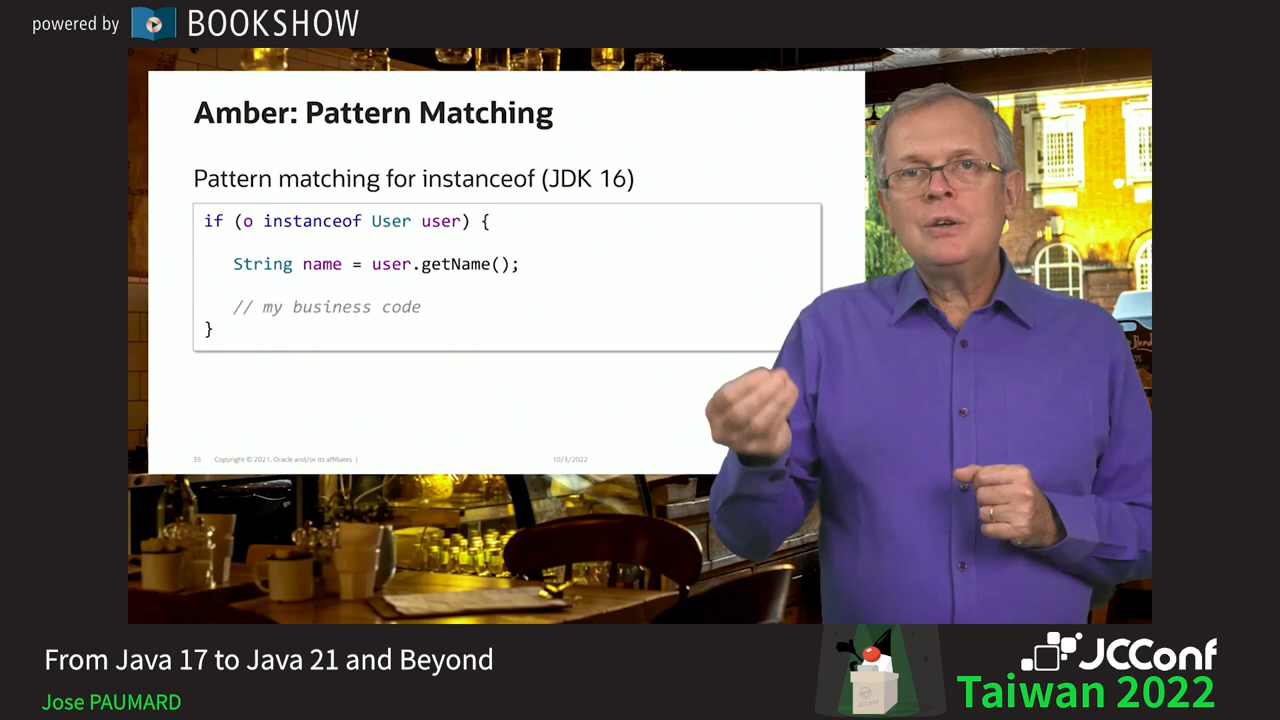 powered by BOOKSHOW
Amber: Pattern Matching
Pattern matching for instanceof (JDK 16)
if (o instanceof User user) {
String name = user.getName();
// my business code
}
35 Copyright © 2021, Oracle and/or its affiliates | 10/3/2022
From Java 17 to Java 21 and Beyond
Jose PAUMARD
JCConf
JCConf
Taiwan 2022